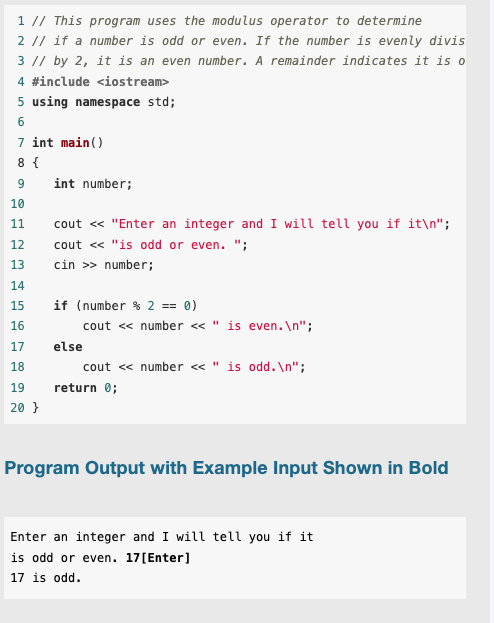 1 // This program uses the modulus operator to determine
2 // if a number is odd or even. If the number is evenly divis
3 // by 2, it is an even number. A remainder indicates it is o
4 #include <iostream>
5 using namespace std;
6
7 int main()
8 {
9    int number;
10
11    cout << "Enter an integer and I will tell you if it\n";
12    cout << "is odd or even. ";
13    cin >> number;
14
15    if (number % 2 == 0)
16        cout << number << " is even.\n";
17    else
18        cout << number << " is odd.\n";
19    return 0;
20 }
Program Output with Example Input Shown in Bold
Enter an integer and I will tell you if it
is odd or even. 17[Enter]
17 is odd.